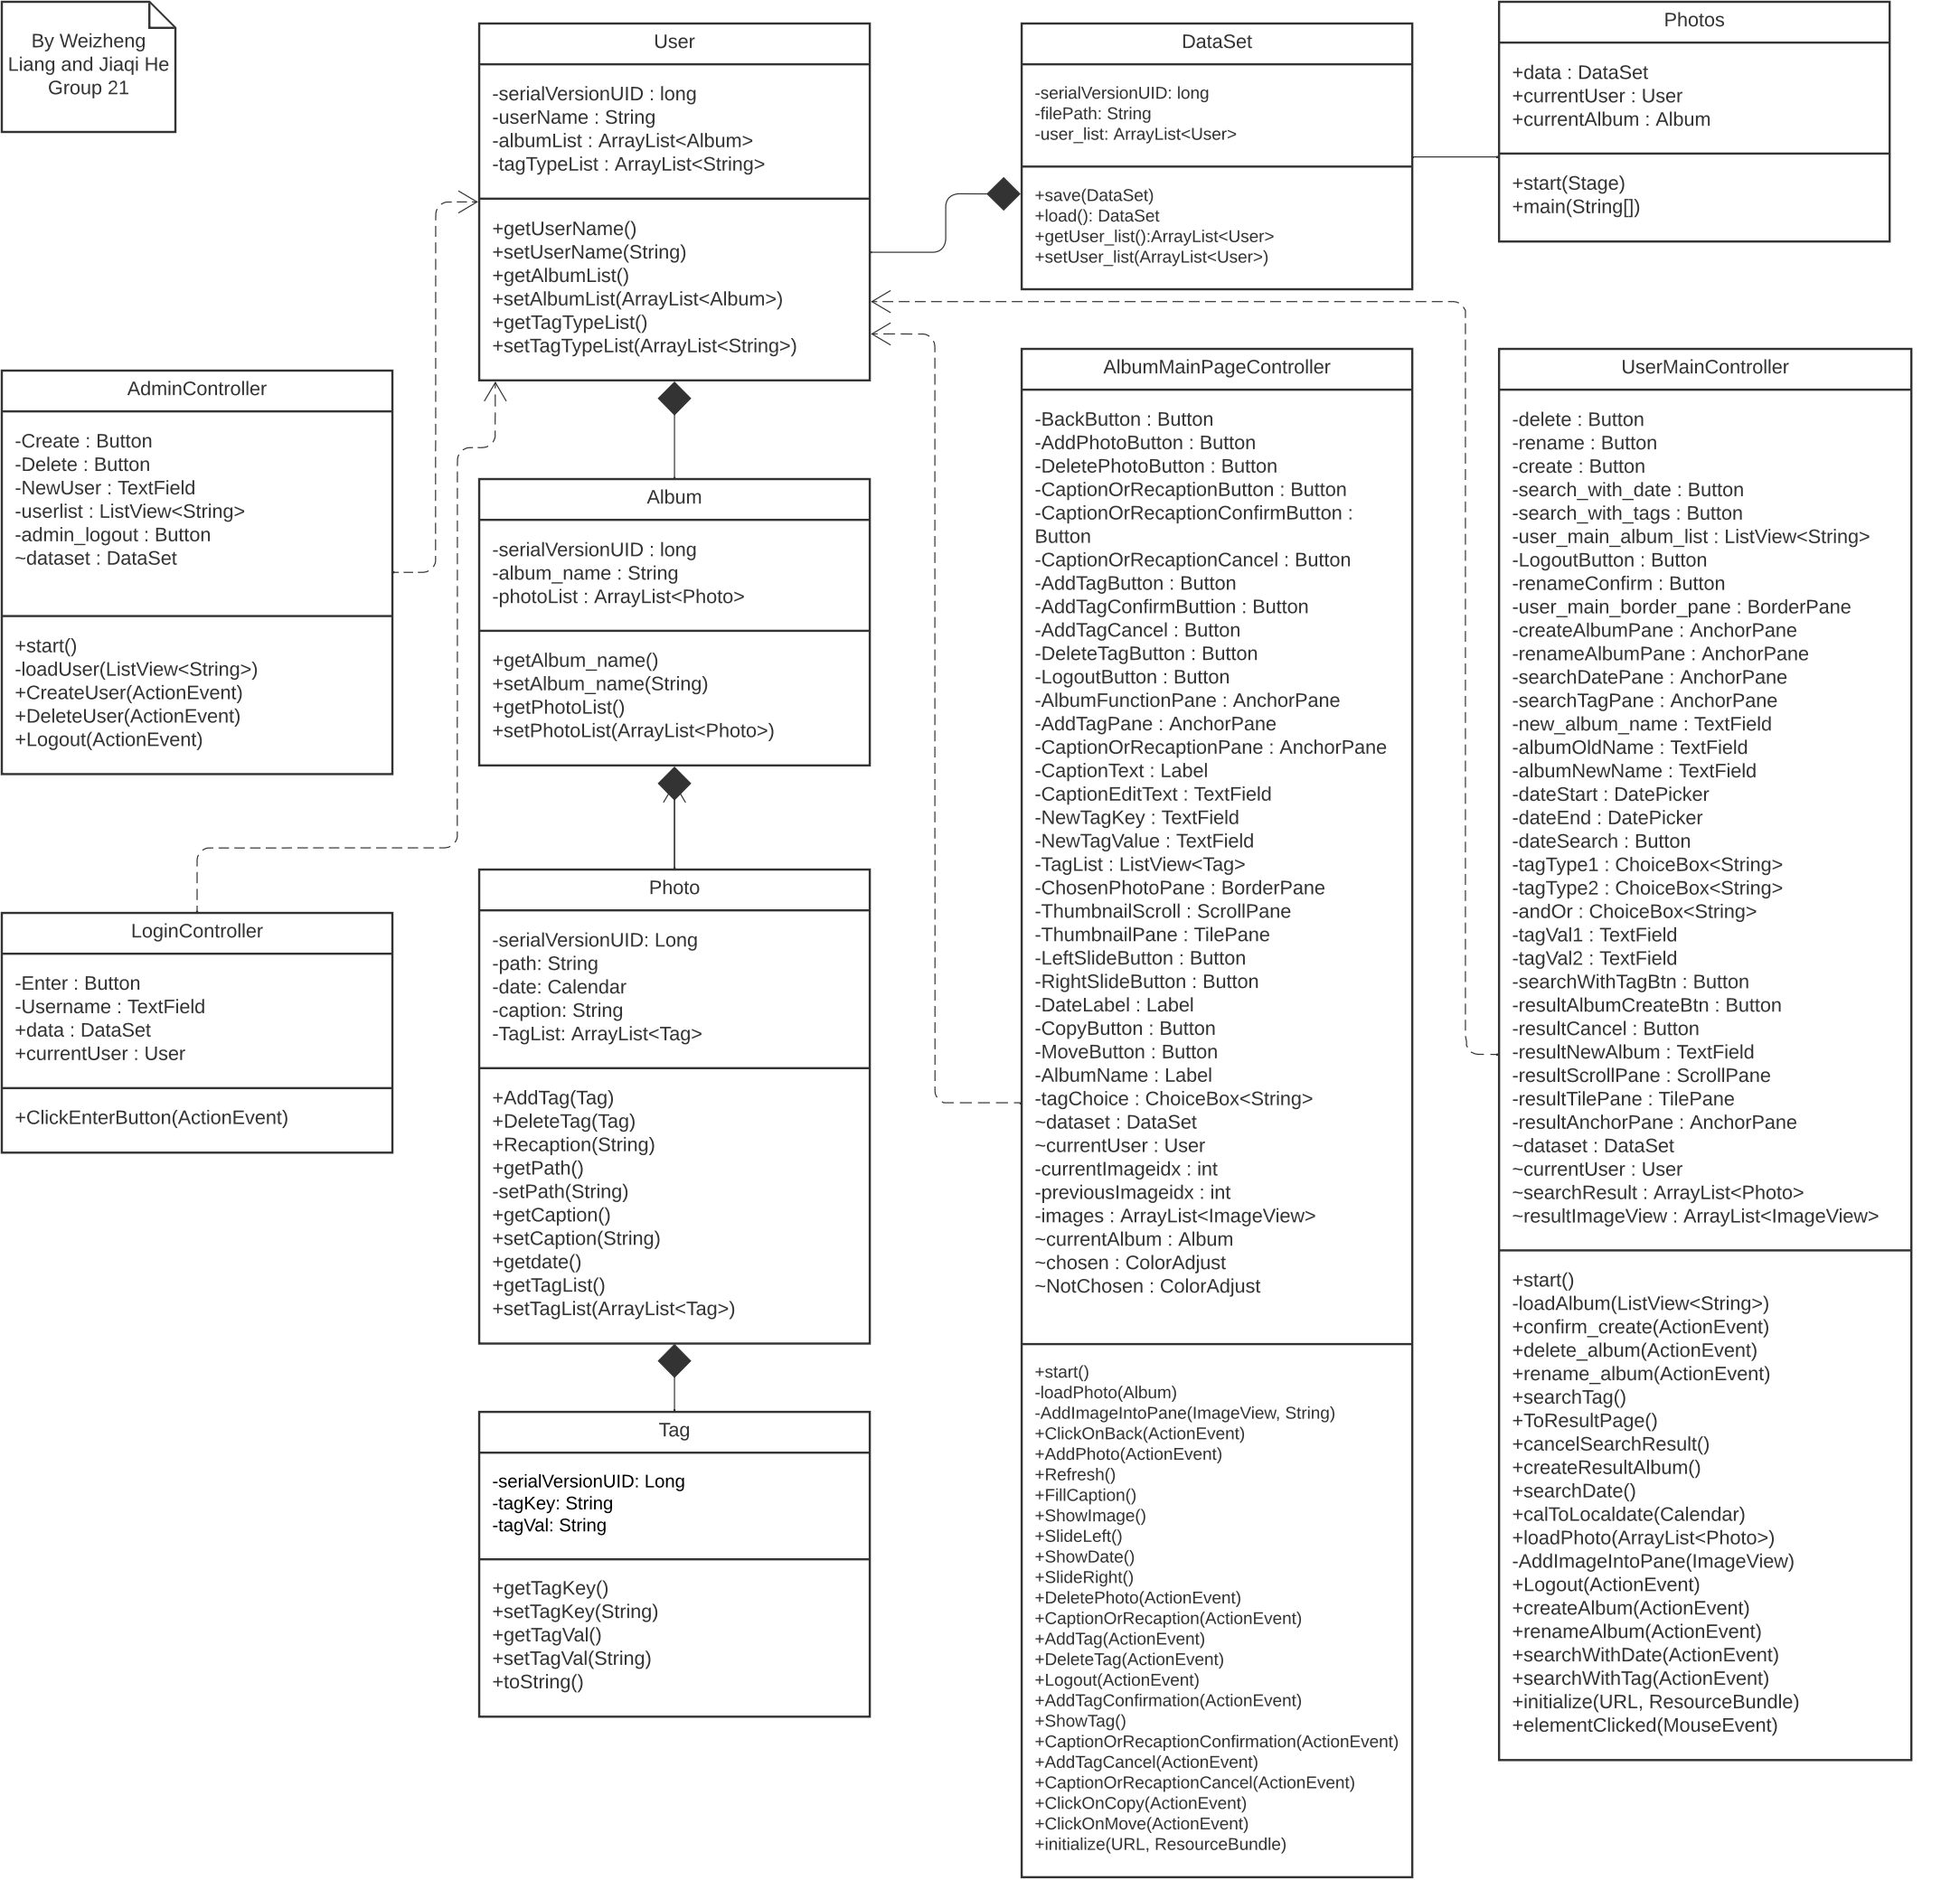 By Weizheng
Liang and Jiaqi He
Group 21
User
-serialVersionUID : long
-userName : String
-albumList : ArrayList<Album>
-tagTypeList : ArrayList<String>
+getUserName()
+setUserName(String)
+getAlbumList()
+setAlbumList(ArrayList<Album>)
+getTagTypeList()
+setTagTypeList(ArrayList<String>)
DataSet
-serialVersionUID: long
-filePath: String
-user_list: ArrayList<User>
+save(DataSet)
+load(): DataSet
+getUser_list():ArrayList<User>
+setUser_list(ArrayList<User>)
Photos
+data : DataSet
+currentUser : User
+currentAlbum : Album
+start(Stage)
+main(String[])
AdminController
-Create : Button
-Delete : Button
-NewUser : TextField
-userlist : ListView<String>
-admin_logout : Button
~dataset : DataSet
+start()
-loadUser(ListView<String>)
+CreateUser(ActionEvent)
+DeleteUser(ActionEvent)
+Logout(ActionEvent)
LoginController
-Enter : Button
-Username : TextField
+data : DataSet
+currentUser : User
+ClickEnterButton(ActionEvent)
Album
-serialVersionUID : long
-album_name : String
-photoList : ArrayList<Photo>
+getAlbum_name()
+setAlbum_name(String)
+getPhotoList()
+setPhotoList(ArrayList<Photo>)
Photo
-serialVersionUID: Long
-path: String
-date: Calendar
-caption: String
-TagList: ArrayList<Tag>
+AddTag(Tag)
+DeleteTag(Tag)
+Recaption(String)
+getPath()
-setPath(String)
+getCaption()
+setCaption(String)
+getdate()
+getTagList()
+setTagList(ArrayList<Tag>)
Tag
-serialVersionUID: Long
-tagKey: String
-tagVal: String
+getTagKey()
+setTagKey(String)
+getTagVal()
+setTagVal(String)
+toString()
AlbumMainPageController
-BackButton : Button
-AddPhotoButton : Button
-DeletePhotoButton : Button
-CaptionOrRecaptionButton : Button
-CaptionOrRecaptionConfirmButton :
Button
-CaptionOrRecaptionCancel : Button
-AddTagButton : Button
-AddTagConfirmButtion : Button
-AddTagCancel : Button
-DeleteTagButton : Button
-LogoutButton : Button
-AlbumFunctionPane : AnchorPane
-AddTagPane : AnchorPane
-CaptionOrRecaptionPane : AnchorPane
-CaptionText : Label
-CaptionEditText : TextField
-NewTagKey : TextField
-NewTagValue : TextField
-TagList : ListView<Tag>
-ChosenPhotoPane : BorderPane
-ThumbnailScroll : ScrollPane
-ThumbnailPane : TilePane
-LeftSlideButton : Button
-RightSlideButton : Button
-DateLabel : Label
-CopyButton : Button
-MoveButton : Button
-AlbumName : Label
-tagChoice : ChoiceBox<String>
~dataset : DataSet
~currentUser : User
-currentImageidx : int
-previousImageidx : int
-images : ArrayList<ImageView>
~currentAlbum : Album
~chosen : ColorAdjust
~NotChosen : ColorAdjust
+start()
-loadPhoto(Album)
-AddImageIntoPane(ImageView, String)
+ClickOnBack(ActionEvent)
+AddPhoto(ActionEvent)
+Refresh()
+FillCaption()
+ShowImage()
+SlideLeft()
+ShowDate()
+SlideRight()
+DeletePhoto(ActionEvent)
+CaptionOrRecaption(ActionEvent)
+AddTag(ActionEvent)
+DeleteTag(ActionEvent)
+Logout(ActionEvent)
+AddTagConfirmation(ActionEvent)
+ShowTag()
+CaptionOrRecaptionConfirmation(ActionEvent)
+AddTagCancel(ActionEvent)
+CaptionOrRecaptionCancel(ActionEvent)
+ClickOnCopy(ActionEvent)
+ClickOnMove(ActionEvent)
+initialize(URL, ResourceBundle)
UserMainController
-delete : Button
-rename : Button
-create : Button
-search_with_date : Button
-search_with_tags : Button
-user_main_album_list : ListView<String>
-LogoutButton : Button
-renameConfirm : Button
-user_main_border_pane : BorderPane
-createAlbumPane : AnchorPane
-renameAlbumPane : AnchorPane
-searchDatePane : AnchorPane
-searchTagPane : AnchorPane
-new_album_name : TextField
-albumOldName : TextField
-albumNewName : TextField
-dateStart : DatePicker
-dateEnd : DatePicker
-dateSearch : Button
-tagType1 : ChoiceBox<String>
-tagType2 : ChoiceBox<String>
-andOr : ChoiceBox<String>
-tagVal1 : TextField
-tagVal2 : TextField
-searchWithTagBtn : Button
-resultAlbumCreateBtn : Button
-resultCancel : Button
-resultNewAlbum : TextField
-resultScrollPane : ScrollPane
-resultTilePane : TilePane
-resultAnchorPane : AnchorPane
~dataset : DataSet
~currentUser : User
~searchResult : ArrayList<Photo>
~resultImageView : ArrayList<ImageView>
+start()
-loadAlbum(ListView<String>)
+confirm_create(ActionEvent)
+delete_album(ActionEvent)
+rename_album(ActionEvent)
+searchTag()
+ToResultPage()
+cancelSearchResult()
+createResultAlbum()
+searchDate()
+calToLocaldate(Calendar)
+loadPhoto(ArrayList<Photo>)
-AddImageIntoPane(ImageView)
+Logout(ActionEvent)
+createAlbum(ActionEvent)
+renameAlbum(ActionEvent)
+searchWithDate(ActionEvent)
+searchWithTag(ActionEvent)
+initialize(URL, ResourceBundle)
+elementClicked(MouseEvent)